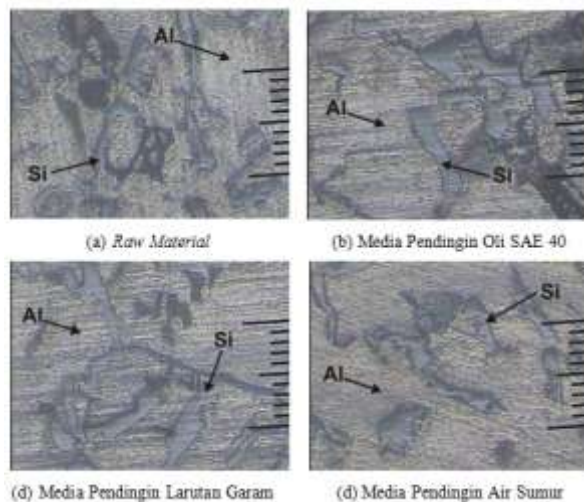 Al
Si
(a) Raw Material
Al
Si
(b) Media Pendingin Oli SAE 40
Al
Si
(d) Media Pendingin Larutan Garam
Si
Al
(d) Media Pendingin Air Sumur